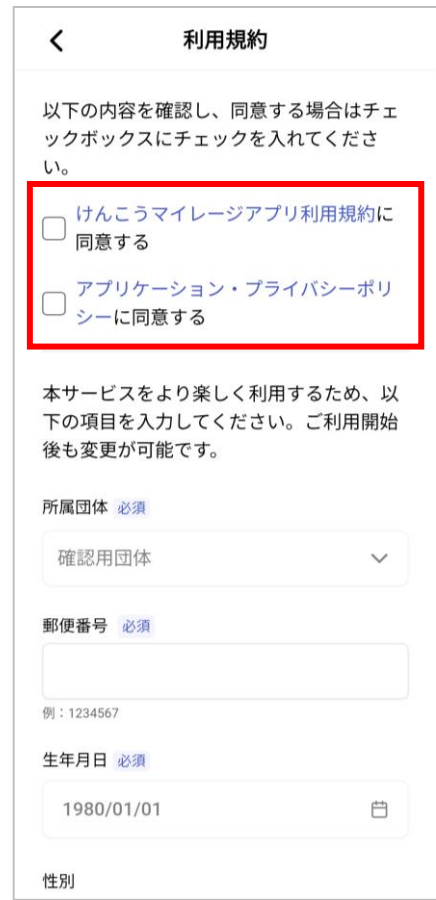 利用規約
以下の内容を確認し、同意する場合はチェ
ックボックスにチェックを入れてくださ
い。
けんこうマイレージアプリ利用規約に
同意する
アプリケーション・プライバシーポリ
シーに同意する
本サービスをより楽しく利用するため、以
下の項目を入力してください。ご利用開始
後も変更が可能です。
所属団体 必須
確認用団体
郵便番号 必須
例：1234567
生年月日 必須
1980/01/01
性別